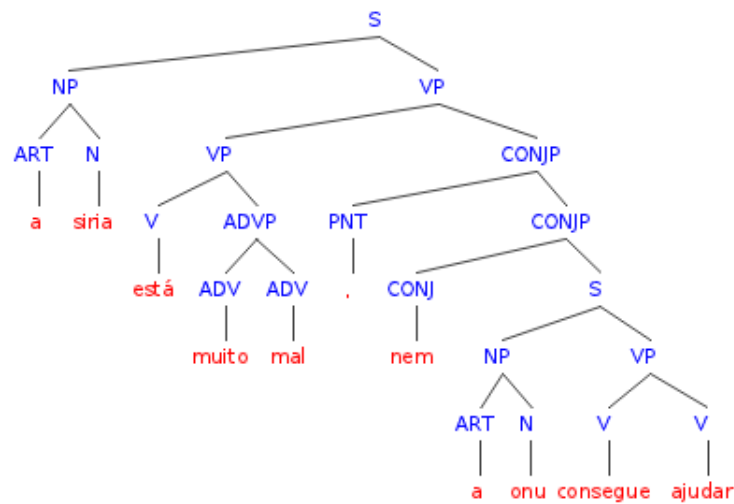 S
NP VP
ART N VP CONJP
a siria V ADVP PNT CONJP
está ADV ADV . CONJ S
muito mal nem NP VP
ART N V V
a onu consegue ajudar